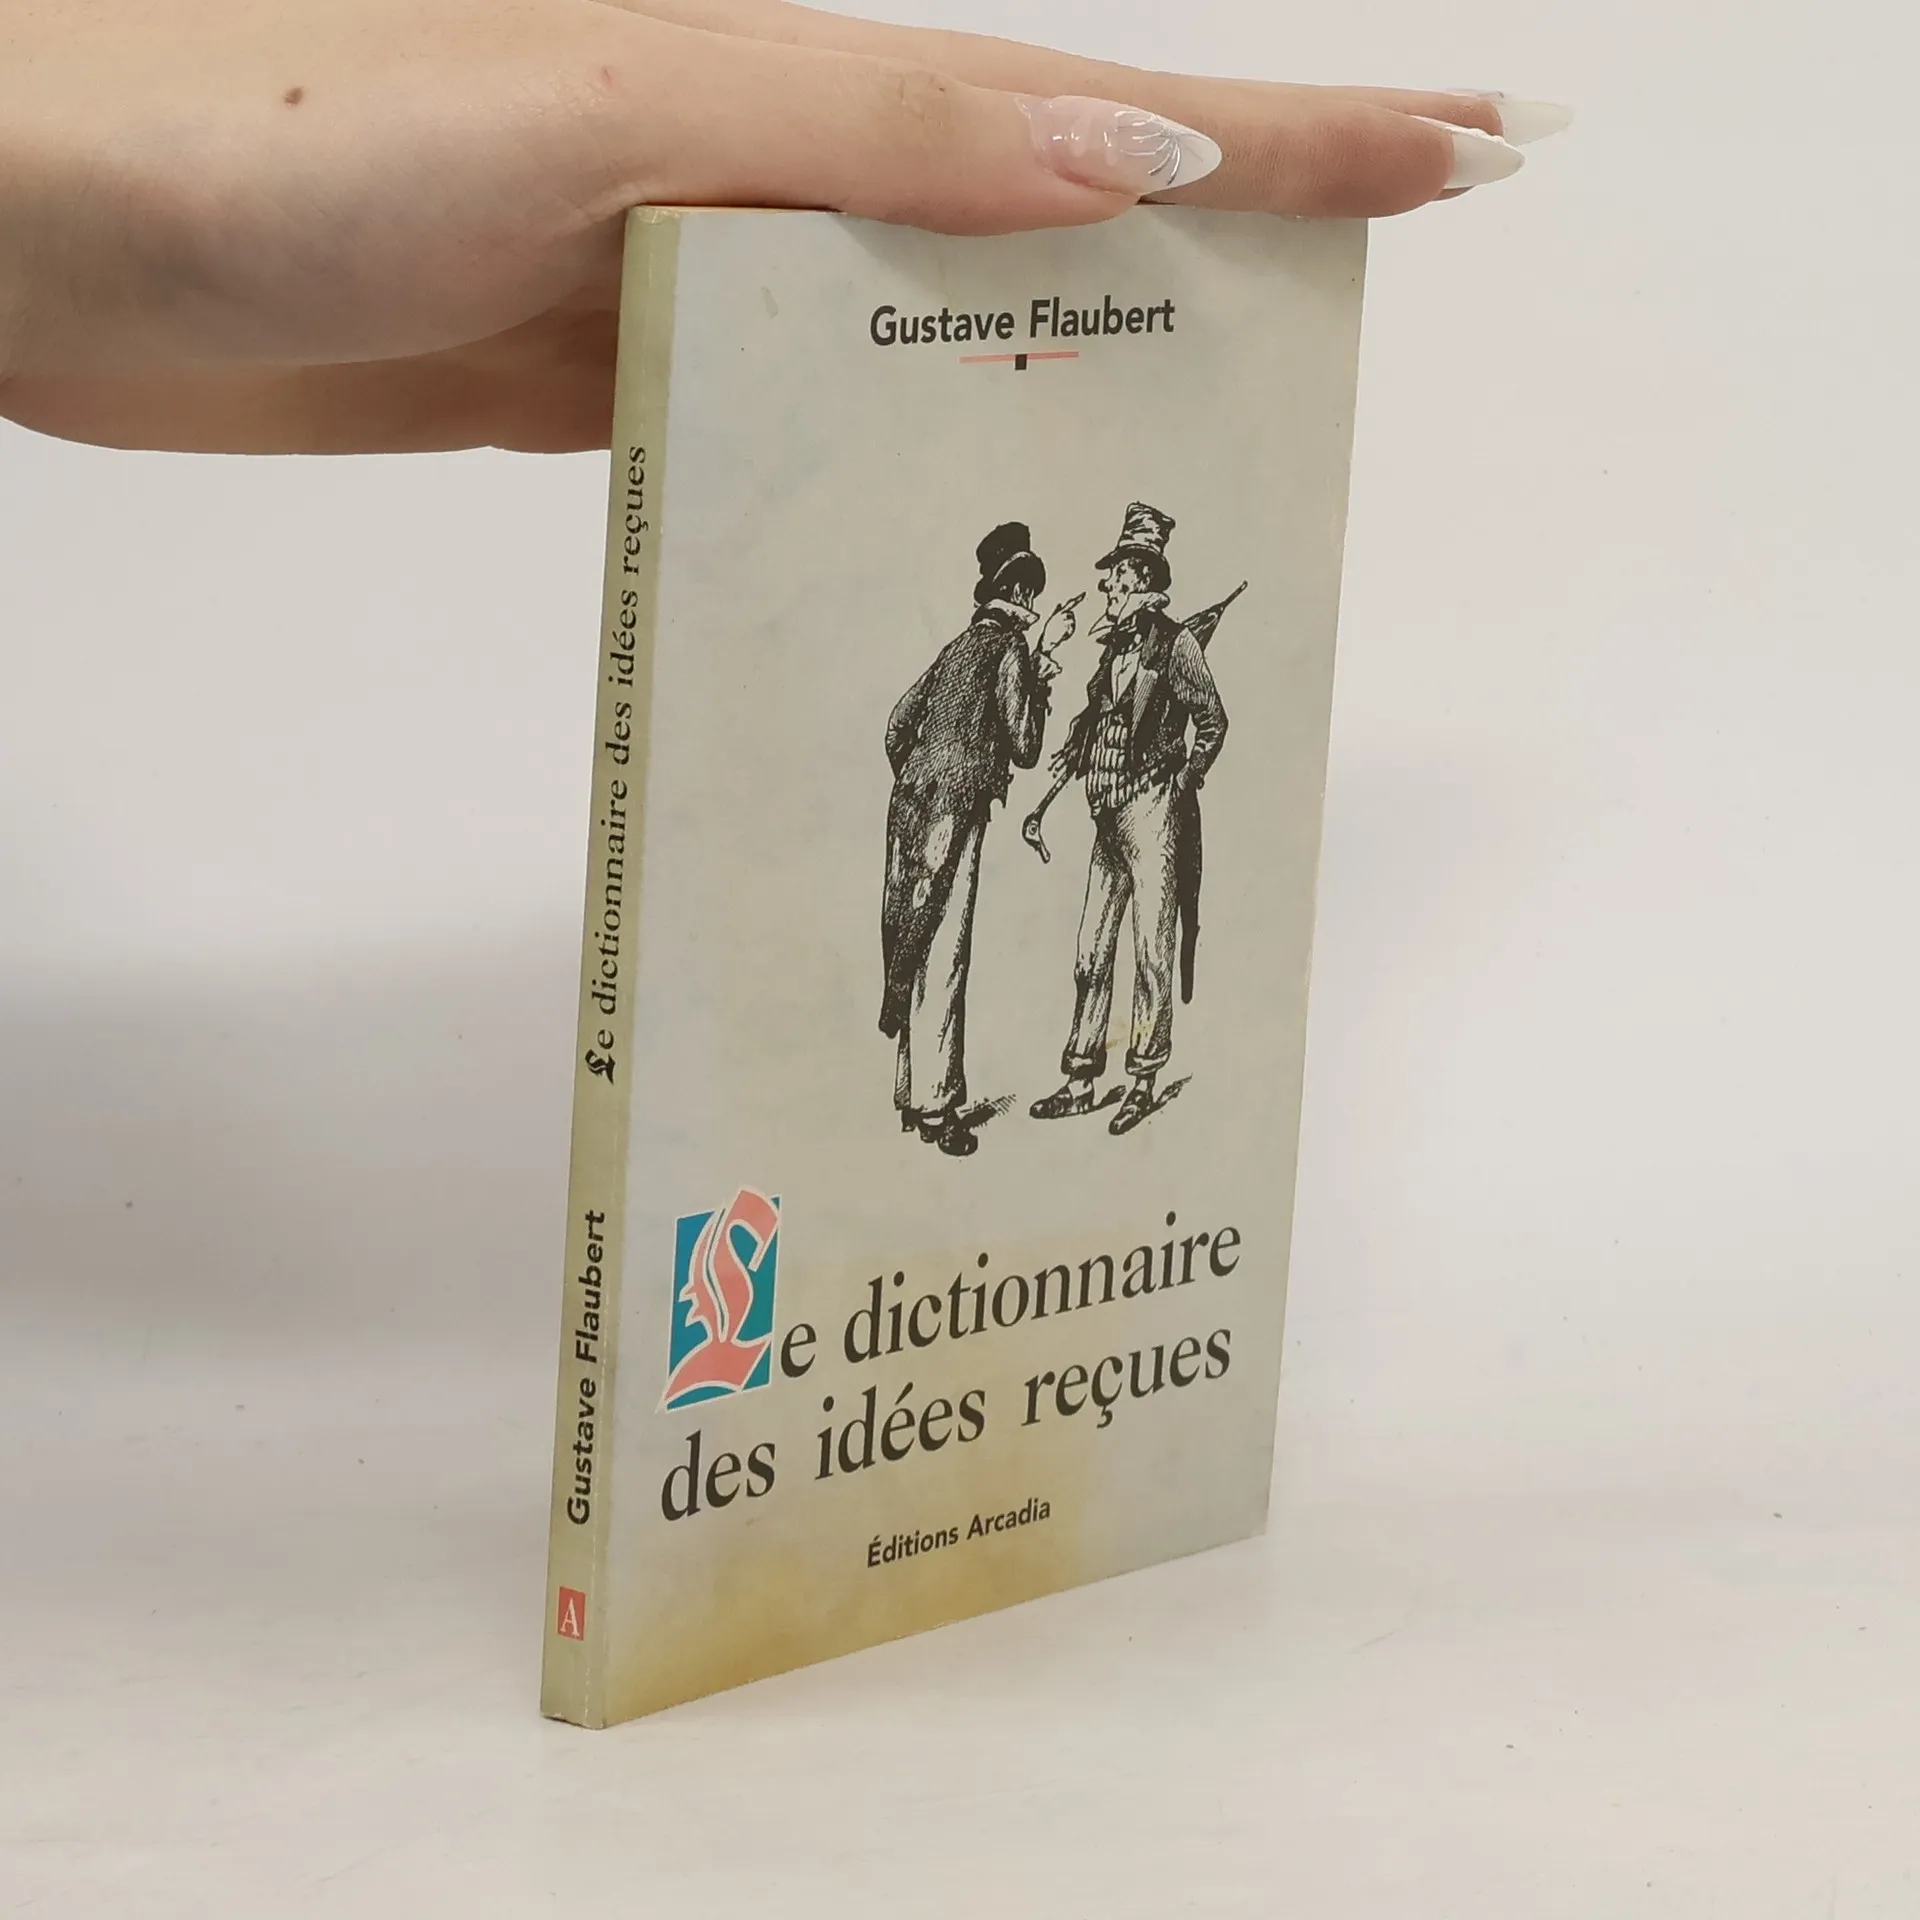 Gustave Flaubert
Le dictionnaire
des idées reçues
Éditions Arcadia
Le dictionnaire des idées reçues
Gustave Flaubert
A